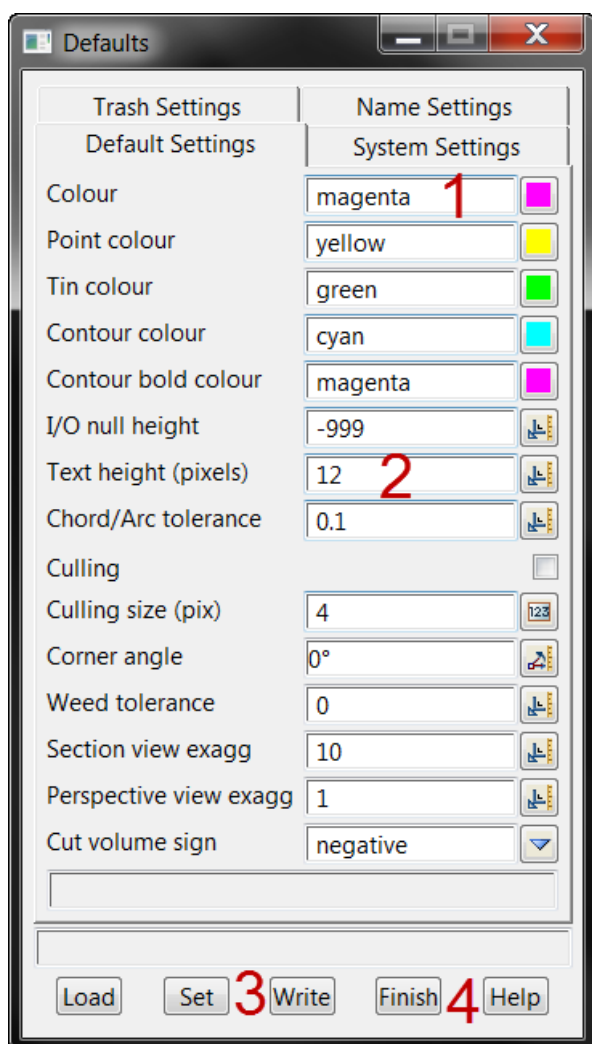 Defaults
Trash Settings Name Settings
Default Settings System Settings
Colour magenta 1
Point colour yellow
Tin colour green
Contour colour cyan
Contour bold colour magenta
I/O null height -999
Text height (pixels) 12 2
Chord/Arc tolerance 0.1
Culling
Culling size (pix) 4 123
Corner angle 0°
Weed tolerance 0
Section view exagg 10
Perspective view exagg 1
Cut volume sign negative
Load Set 3 Write Finish 4 Help